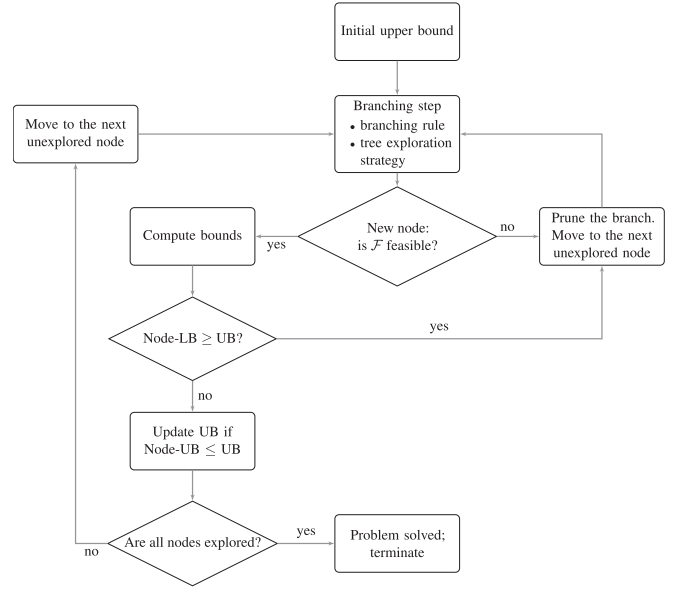 Initial upper bound
Branching step
• branching rule
• tree exploration
strategy
Move to the next
unexplored node
New node:
is ℱ feasible?
no
Prune the branch.
Move to the next
unexplored node
yes
Compute bounds
Node-LB ≥ UB?
yes
no
Update UB if
Node-UB ≤ UB
Are all nodes explored?
no
yes
Problem solved;
terminate